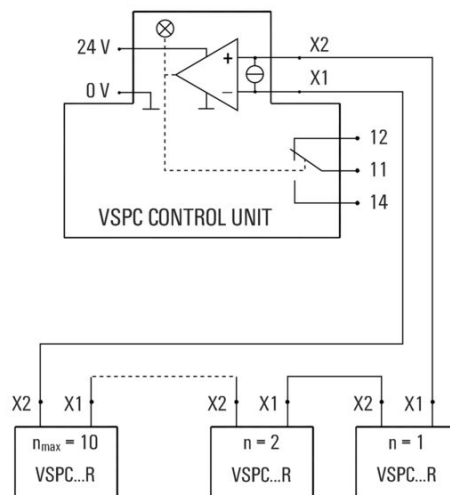 24 V
0 V
+
−
X2
X1
12
11
14
VSPC CONTROL UNIT
X2 X1 X2 X1 X2 X1
nmax = 10 n = 2 n = 1
VSPC...R VSPC...R VSPC...R